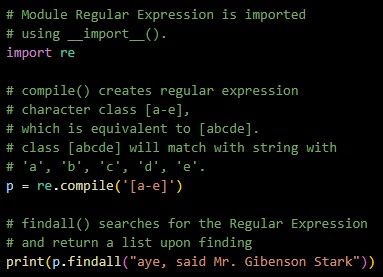 # Module Regular Expression is imported
# using __import__().
import re
# compile() creates regular expression
# character class [a-e],
# which is equivalent to [abcde].
# class [abcde] will match with string with
# 'a', 'b', 'c', 'd', 'e'.
p = re.compile('[a-e]')
# findall() searches for the Regular Expression
# and return a list upon finding
print(p.findall("aye, said Mr. Gibenson Stark"))